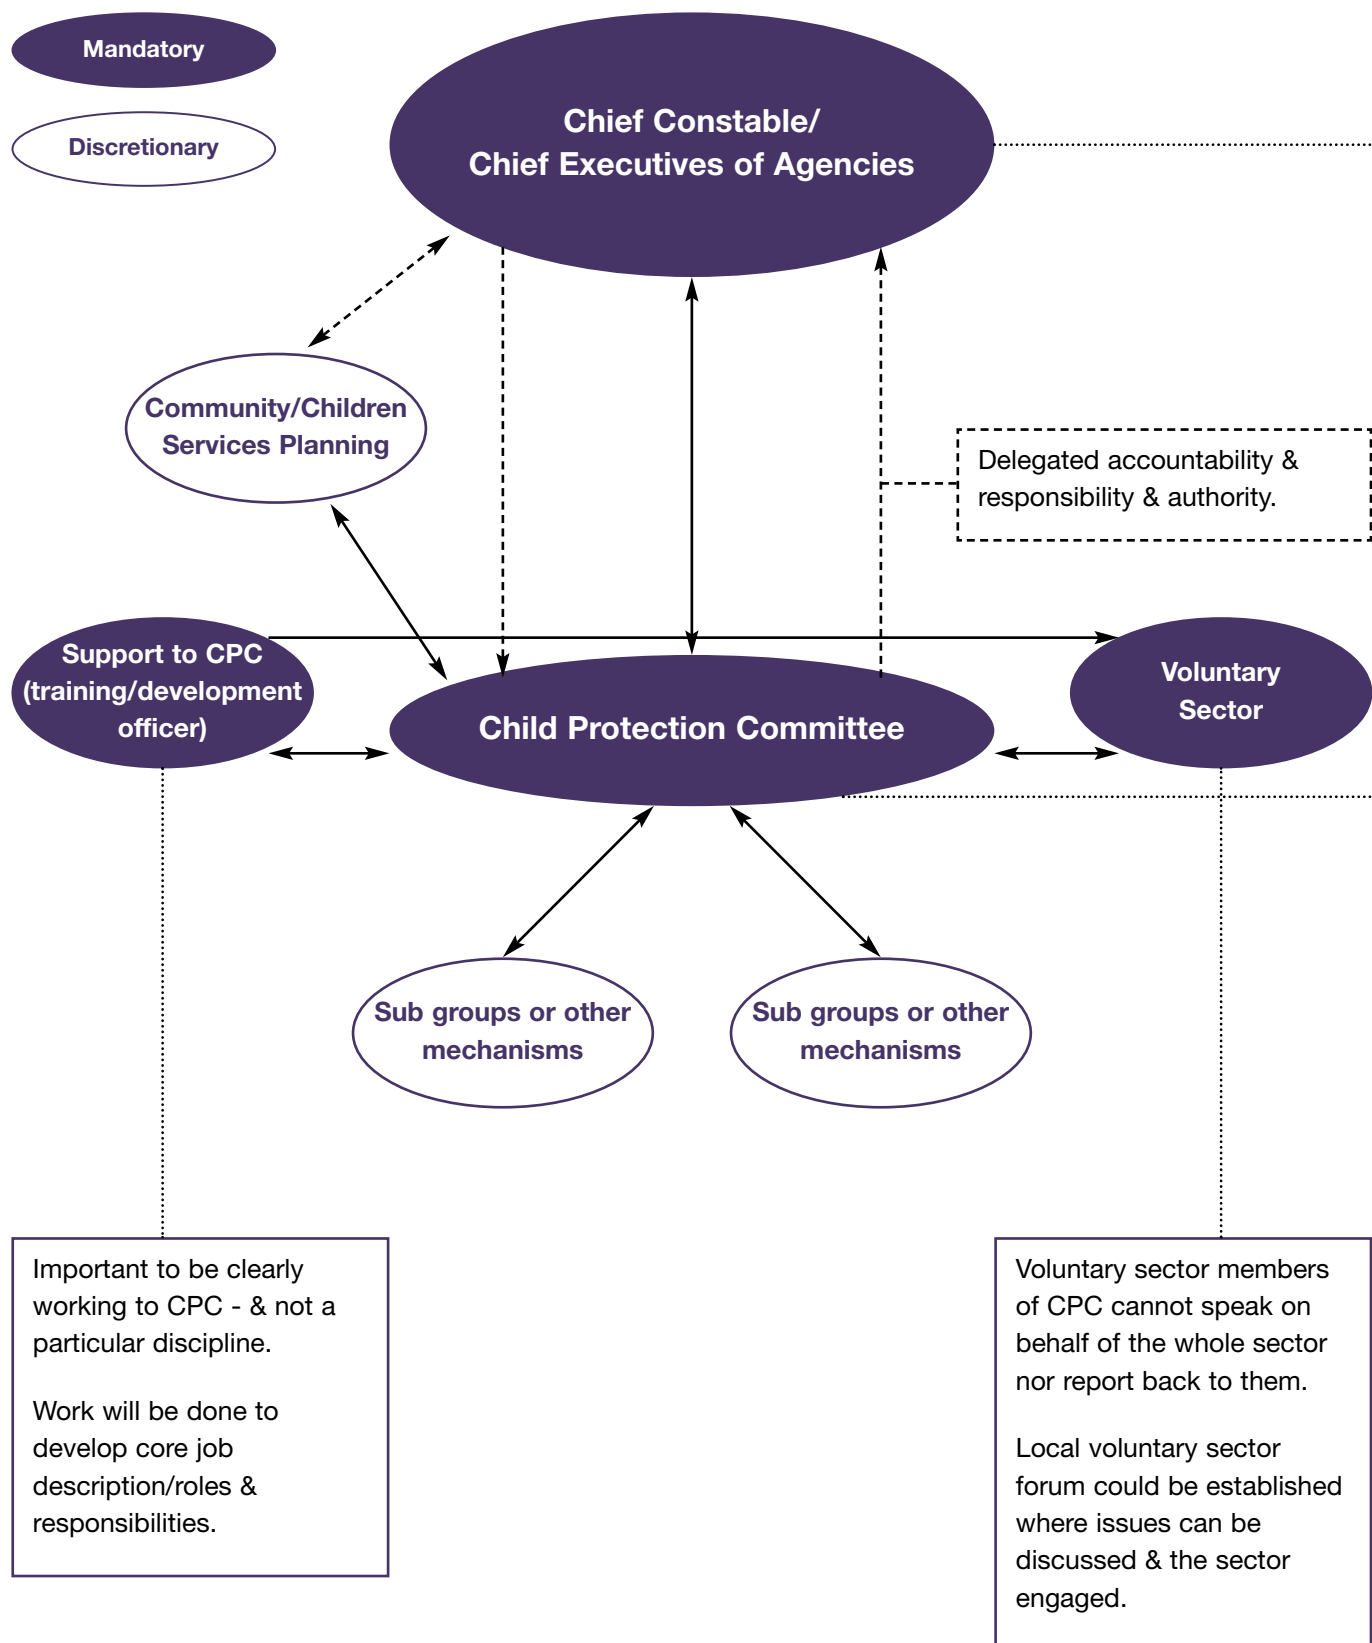 Mandatory
Discretionary
Chief Constable/
Chief Executives of Agencies
Community/Children
Services Planning
Delegated accountability &
responsibility & authority.
Support to CPC
(training/development
officer)
Child Protection Committee
Voluntary
Sector
Sub groups or other
mechanisms
Sub groups or other
mechanisms
Important to be clearly
working to CPC - & not a
particular discipline.
Work will be done to
develop core job
description/roles &
responsibilities.
Voluntary sector members
of CPC cannot speak on
behalf of the whole sector
nor report back to them.
Local voluntary sector
forum could be established
where issues can be
discussed & the sector
engaged.